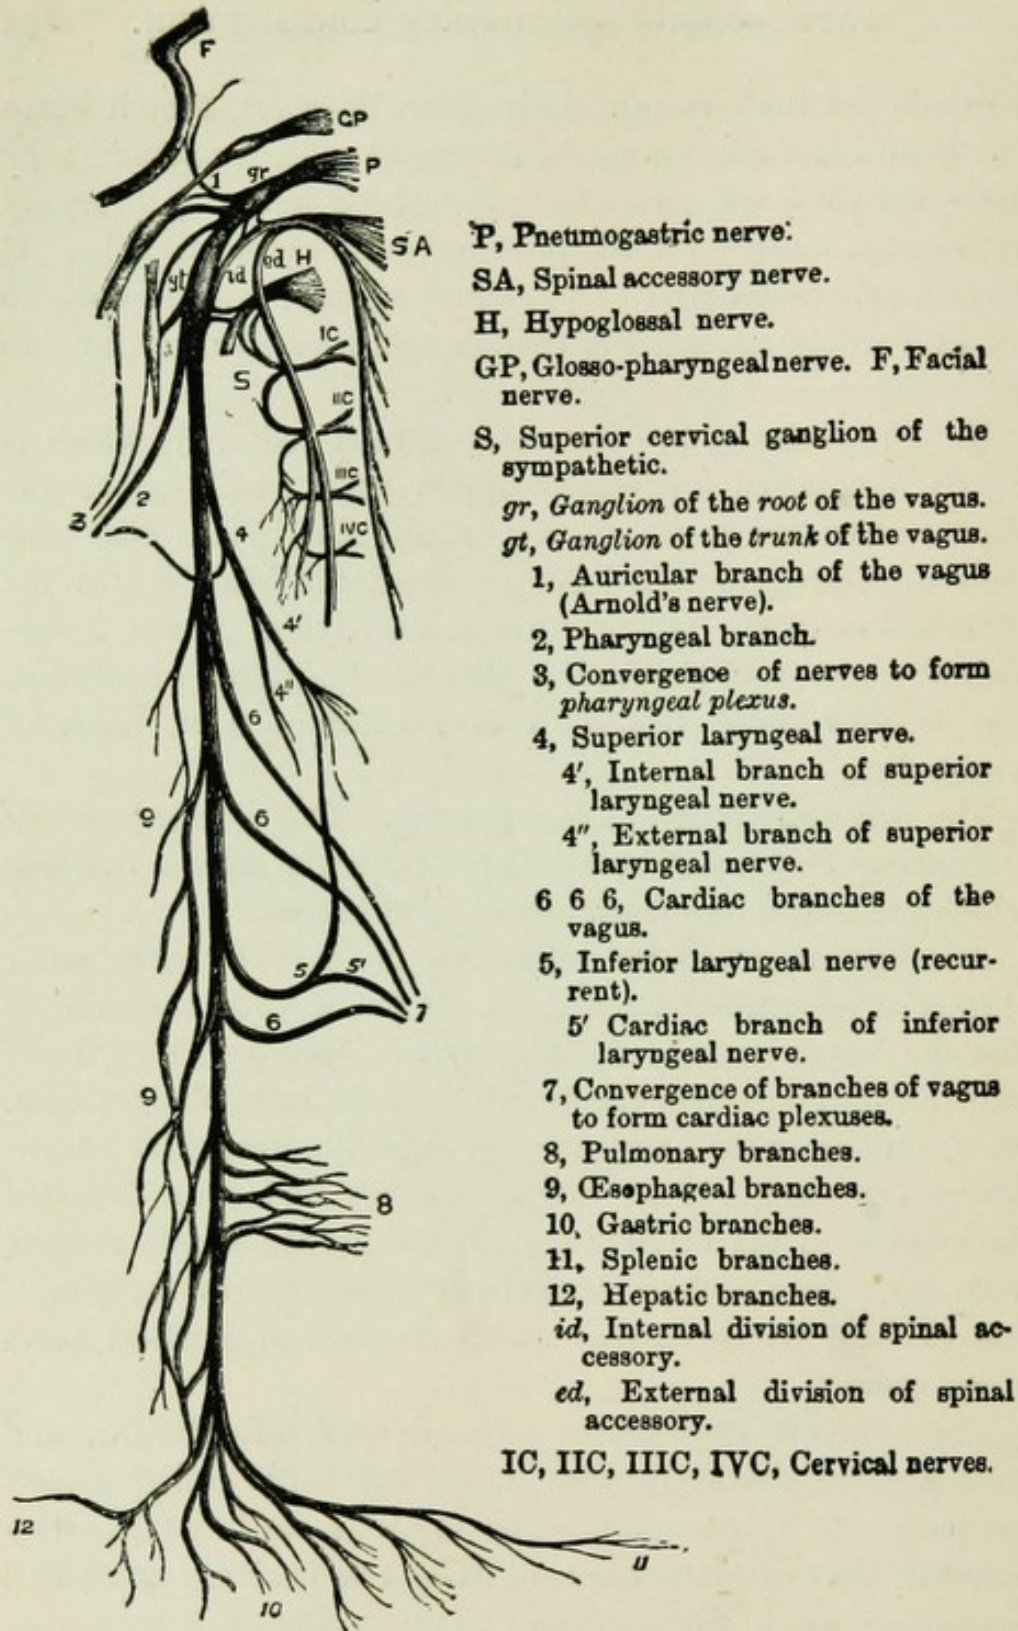 F
GP
P
gr
1
SA
ed
H
gt
id
IC
S
IIC
IIIC
2
3
4
IVC
4′
4″
6
9
6
5
5′
7
6
9
8
12
11
10
P, Pneumogastric nerve.
SA, Spinal accessory nerve.
H, Hypoglossal nerve.
GP, Glosso-pharyngeal nerve. F, Facial
nerve.
S, Superior cervical ganglion of the
sympathetic.
gr, Ganglion of the root of the vagus.
gt, Ganglion of the trunk of the vagus.
1, Auricular branch of the vagus
(Arnold's nerve).
2, Pharyngeal branch.
3, Convergence of nerves to form
pharyngeal plexus.
4, Superior laryngeal nerve.
4′, Internal branch of superior
laryngeal nerve.
4″, External branch of superior
laryngeal nerve.
6 6 6, Cardiac branches of the
vagus.
5, Inferior laryngeal nerve (recur-
rent).
5′ Cardiac branch of inferior
laryngeal nerve.
7, Convergence of branches of vagus
to form cardiac plexuses.
8, Pulmonary branches.
9, Œsophageal branches.
10, Gastric branches.
11, Splenic branches.
12, Hepatic branches.
id, Internal division of spinal ac-
cessory.
ed, External division of spinal
accessory.
IC, IIC, IIIC, IVC, Cervical nerves.